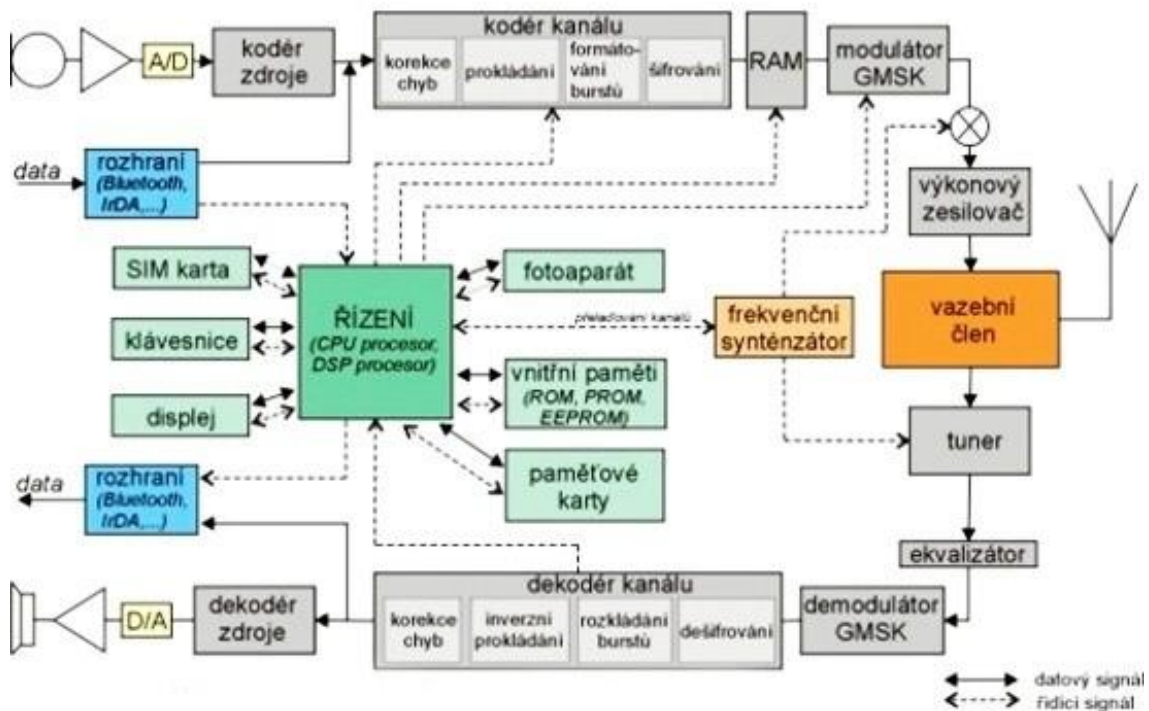 A/D
kodér
zdroje
kodér kanálu
korekce
chyb
prokládání
formáto-
vání
burstů
šifrování
RAM
modulátor
GMSK
data
rozhraní
(Bluetooth,
IrDA,...)
výkonový
zesilovač
SIM karta
fotoaparát
ŘÍZENÍ
(CPU procesor,
DSP procesor)
klávesnice
přelaďování kanálů
frekvenční
synténzátor
vazební
člen
vnitřní paměti
(ROM, PROM,
EEPROM)
displej
tuner
paměťové
karty
data
rozhraní
(Bluetooth,
IrDA,...)
ekvalizátor
D/A
dekodér
zdroje
dekodér kanálu
korekce
chyb
inverzní
prokládání
rozkládání
burstů
dešifrování
demodulátor
GMSK
datový signál
řídicí signál